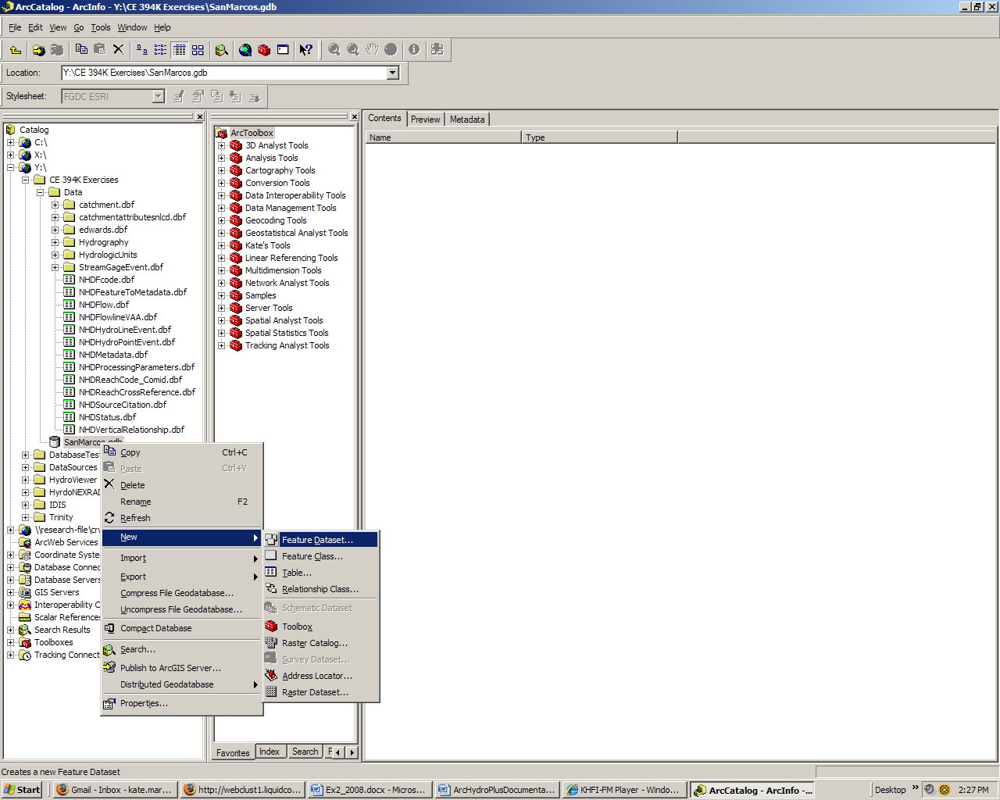 ArcCatalog - ArcInfo - Y:\CE 394K Exercises\SanMarcos.gdb
File Edit View Go Tools Window Help
Location: Y:\CE 394K Exercises\SanMarcos.gdb
Stylesheet: FGDC ESRI
Catalog
C:\
X:\
Y:\
CE 394K Exercises
Data
catchment.dbf
catchmentattributesnlcd.dbf
edwards.dbf
Hydrography
HydrologicUnits
StreamGageEvent.dbf
NHDFcode.dbf
NHDFeatureToMetadata.dbf
NHDFlow.dbf
NHDFlowlineVAA.dbf
NHDHydroLineEvent.dbf
NHDHydroPointEvent.dbf
NHDMetadata.dbf
NHDProcessingParameters.dbf
NHDReachCode_Comid.dbf
NHDReachCrossReference.dbf
NHDSourceCitation.dbf
NHDStatus.dbf
NHDVerticalRelationship.dbf
SanMarcos.gdb
DatabaseTest
DataSources
HydroViewer
HyrdoNEXRAD
IDIS
Trinity
\\research-file\crw
ArcWeb Services
Coordinate Syste
Database Connec
Database Servers
GIS Servers
Interoperability C
Scalar References
Search Results
Toolboxes
Tracking Connect
ArcToolbox
3D Analyst Tools
Analysis Tools
Cartography Tools
Conversion Tools
Data Interoperability Tools
Data Management Tools
Geocoding Tools
Geostatistical Analyst Tools
Kate's Tools
Linear Referencing Tools
Multidimension Tools
Network Analyst Tools
Samples
Server Tools
Spatial Analyst Tools
Spatial Statistics Tools
Tracking Analyst Tools
Favorites Index Search F
Contents Preview Metadata
Name Type
Copy Ctrl+C
Paste Ctrl+V
Delete
Rename F2
Refresh
New
Import
Export
Compress File Geodatabase...
Uncompress File Geodatabase...
Compact Database
Search...
Publish to ArcGIS Server...
Distributed Geodatabase
Properties...
Feature Dataset...
Feature Class...
Table...
Relationship Class...
Schematic Dataset
Toolbox
Raster Catalog...
Survey Dataset...
Address Locator...
Raster Dataset...
Creates a new Feature Dataset
Start Gmail - Inbox - kate.mar... http://webclust1.liquidco... Ex2_2008.docx - Micros... ArcHydroPlusDocumenta... KHFI-FM Player - Window... ArcCatalog - ArcInfo -... Desktop » 2:27 PM